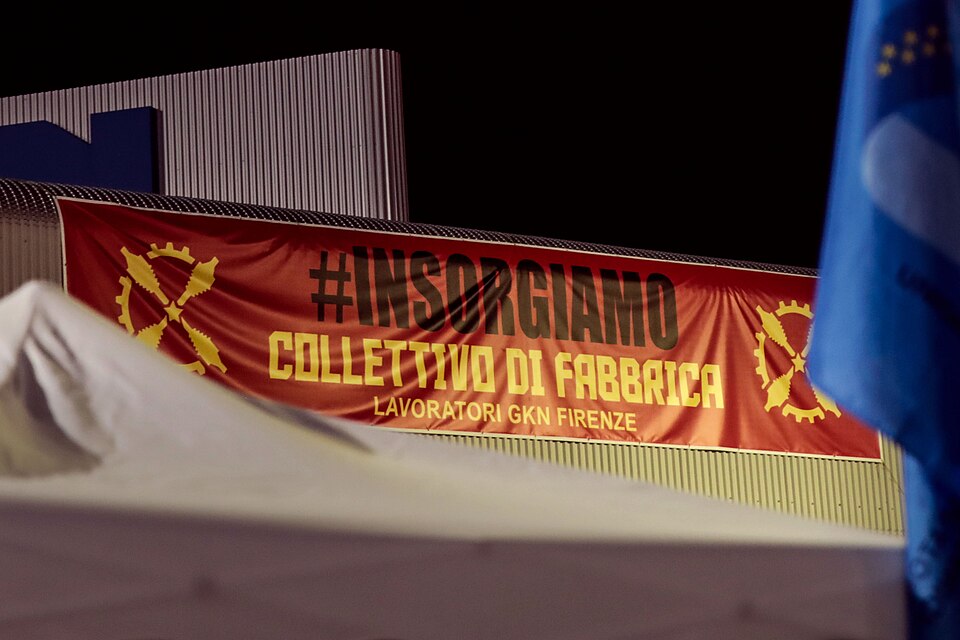 #INSORGIAMO
COLLETTIVO DI FABBRICA
LAVORATORI GKN FIRENZE